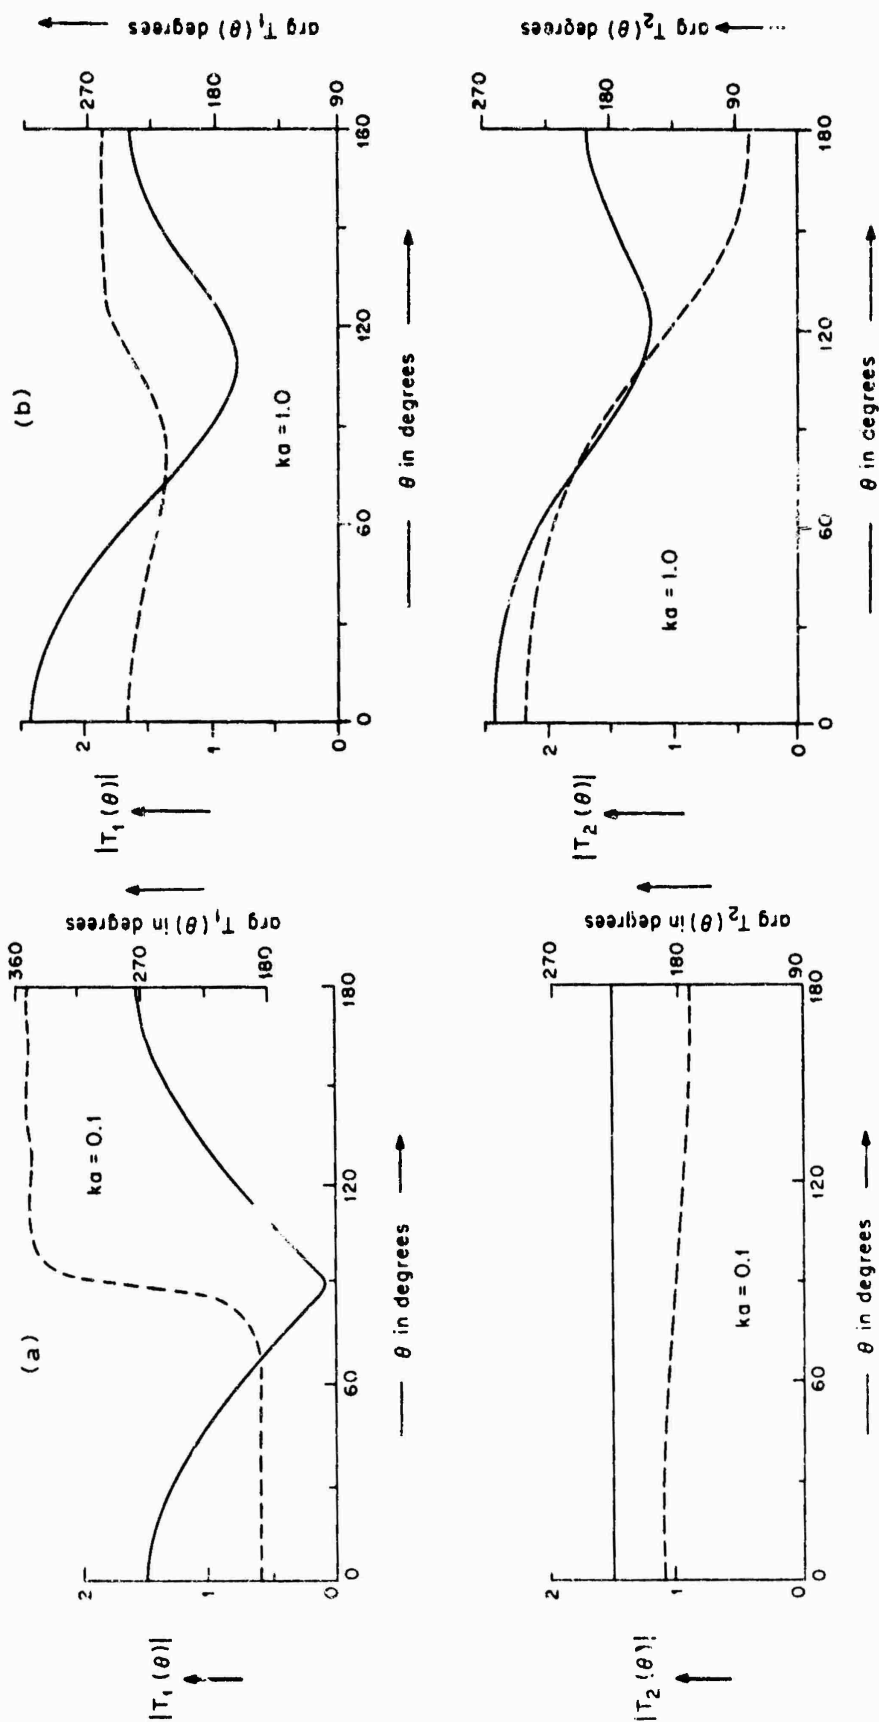 (a)
|T₁ (θ)|
2
1
0
ka = 0.1
360
270
180
arg T₁(θ) in degrees
0
60
120
180
θ in degrees
(b)
|T₁ (θ)|
2
1
0
ka = 1.0
270
180
90
arg T₁(θ) degrees
0
60
120
160
θ in degrees
|T₂ (θ)|
2
1
0
ka = 0.1
270
180
90
arg T₂(θ) in degrees
0
60
120
180
θ in degrees
|T₂ (θ)|
2
1
0
ka = 1.0
270
180
90
arg T₂(θ) degrees
0
60
120
180
θ in degrees